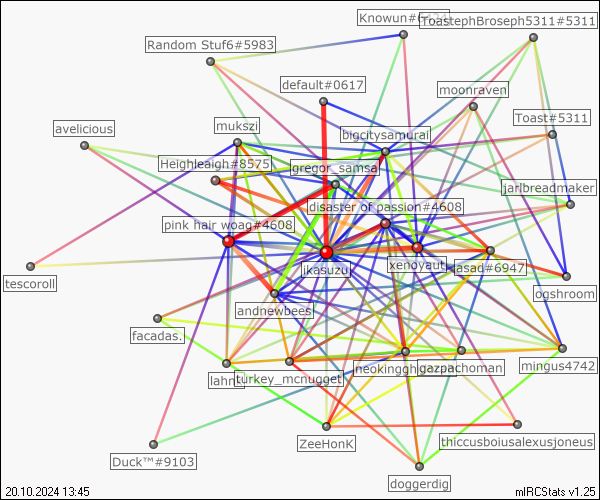 Knowun#
ToastephBroseph5311#5311
Random Stuf6#5983
default#0617
moonraven
Toast#5311
avelicious
mukszi
bigcitysamurai
Heighleaigh#8575
gregor_samsa
jarlbreadmaker
disaster of passion#4608
pink hair woag#4608
ikasuzu
xenoyaut
asad#6947
tescoroll
ogshroom
andnewbees
facadas.
lahn
turkey_mcnugget
neokinggh
gazpachoman
mingus4742
ZeeHonK
thiccusboiusalexusjoneus
Duck™#9103
doggerdig
20.10.2024 13:45
mIRCStats v1.25